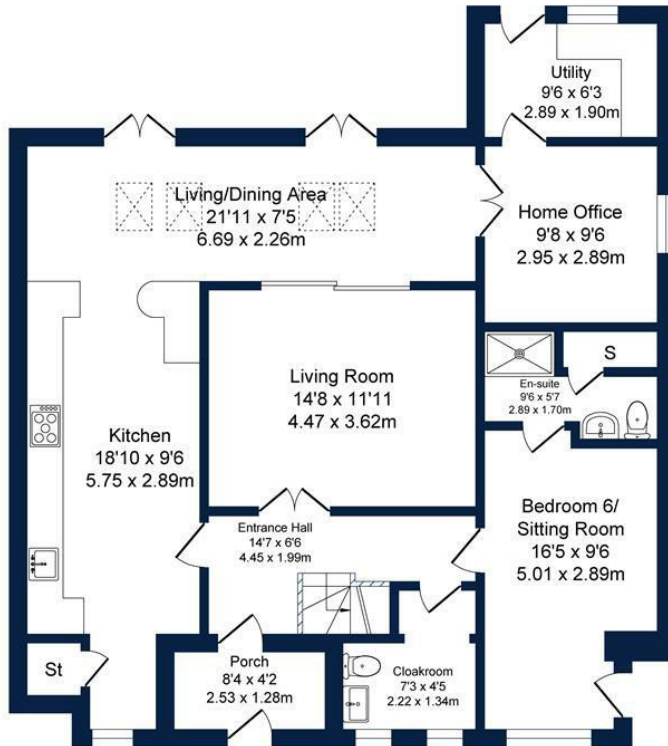 Utility
9'6 x 6'3
2.89 x 1.90m
Living/Dining Area
21'11 x 7'5
6.69 x 2.26m
Home Office
9'8 x 9'6
2.95 x 2.89m
S
En-suite
9'6 x 5'7
2.89 x 1.70m
Living Room
14'8 x 11'11
4.47 x 3.62m
Kitchen
18'10 x 9'6
5.75 x 2.89m
Entrance Hall
14'7 x 6'6
4.45 x 1.99m
Bedroom 6/
Sitting Room
16'5 x 9'6
5.01 x 2.89m
St
Porch
8'4 x 4'2
2.53 x 1.28m
Cloakroom
7'3 x 4'5
2.22 x 1.34m